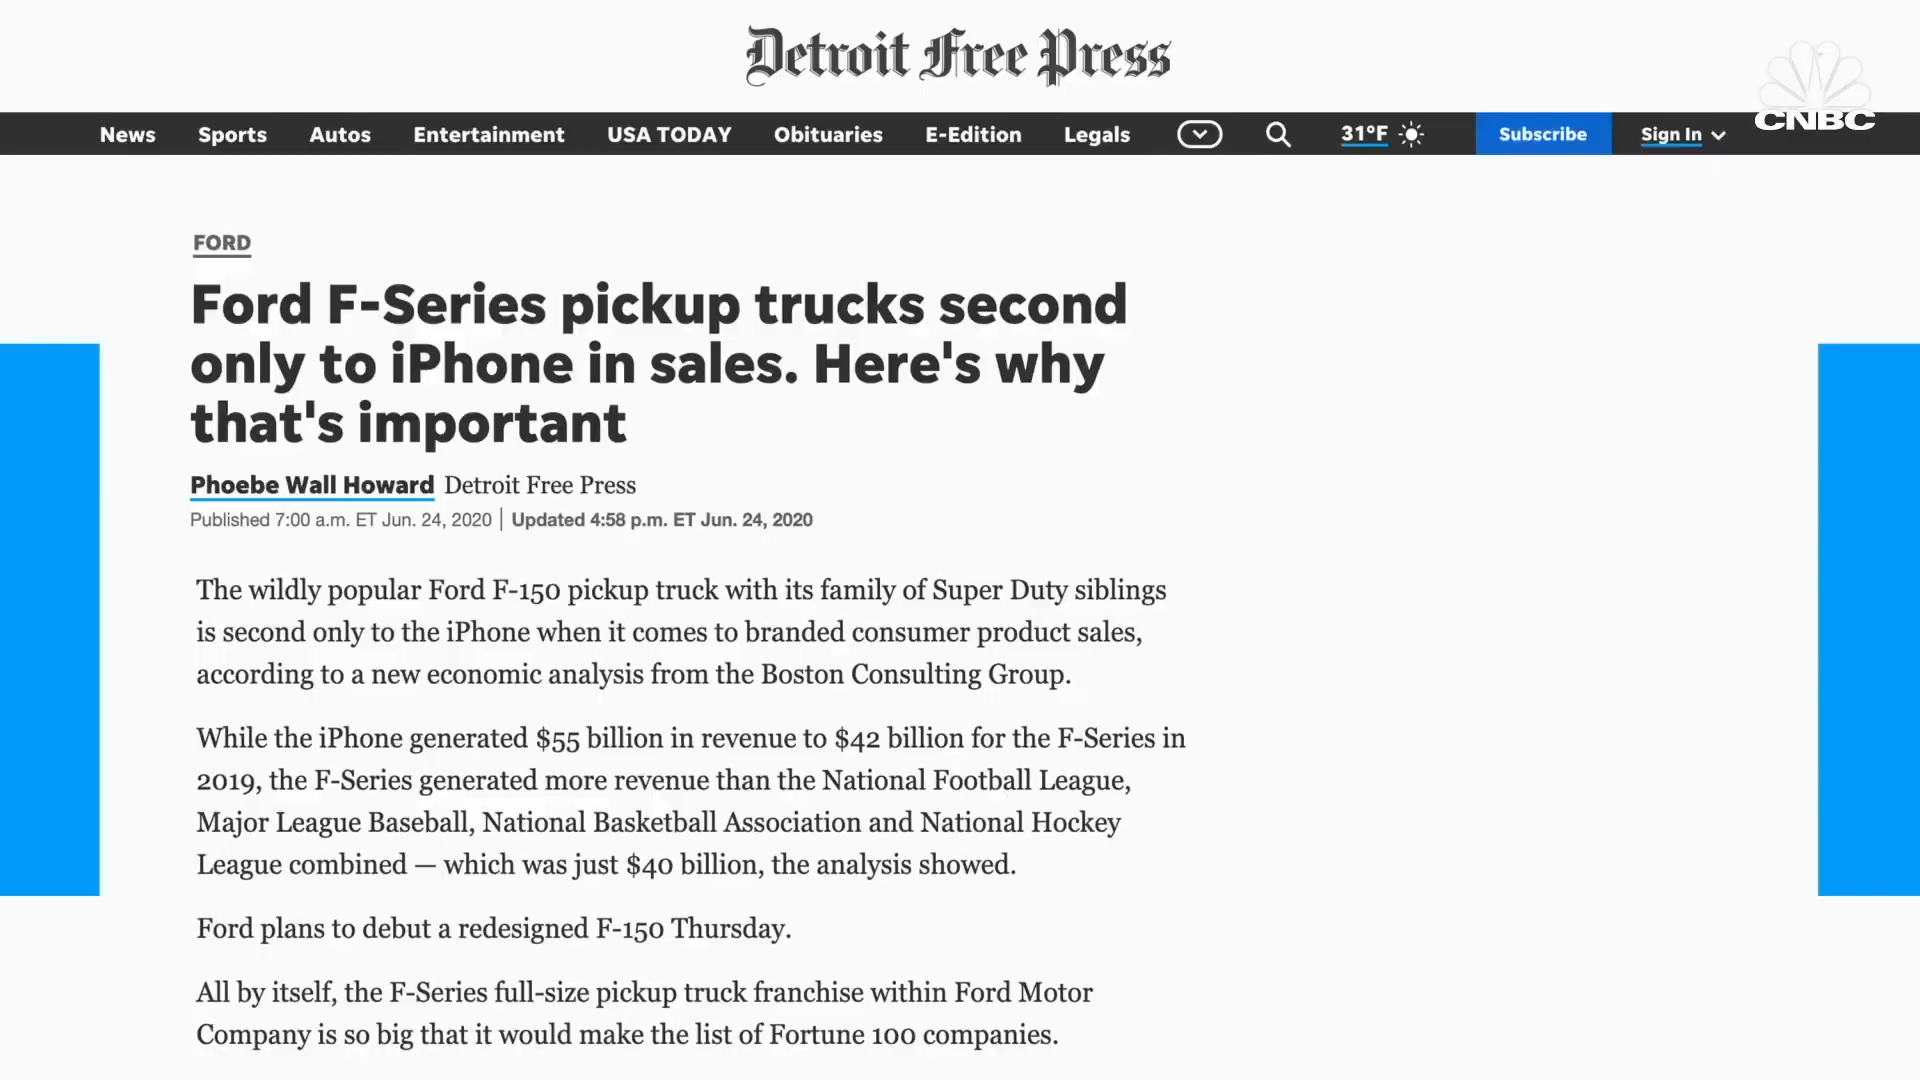 Detroit Free Press
CNBC
News Sports Autos Entertainment USA TODAY Obituaries E-Edition Legals 31°F Subscribe Sign In
FORD
Ford F-Series pickup trucks second
only to iPhone in sales. Here's why
that's important
Phoebe Wall Howard Detroit Free Press
Published 7:00 a.m. ET Jun. 24, 2020 | Updated 4:58 p.m. ET Jun. 24, 2020
The wildly popular Ford F-150 pickup truck with its family of Super Duty siblings
is second only to the iPhone when it comes to branded consumer product sales,
according to a new economic analysis from the Boston Consulting Group.
While the iPhone generated $55 billion in revenue to $42 billion for the F-Series in
2019, the F-Series generated more revenue than the National Football League,
Major League Baseball, National Basketball Association and National Hockey
League combined — which was just $40 billion, the analysis showed.
Ford plans to debut a redesigned F-150 Thursday.
All by itself, the F-Series full-size pickup truck franchise within Ford Motor
Company is so big that it would make the list of Fortune 100 companies.